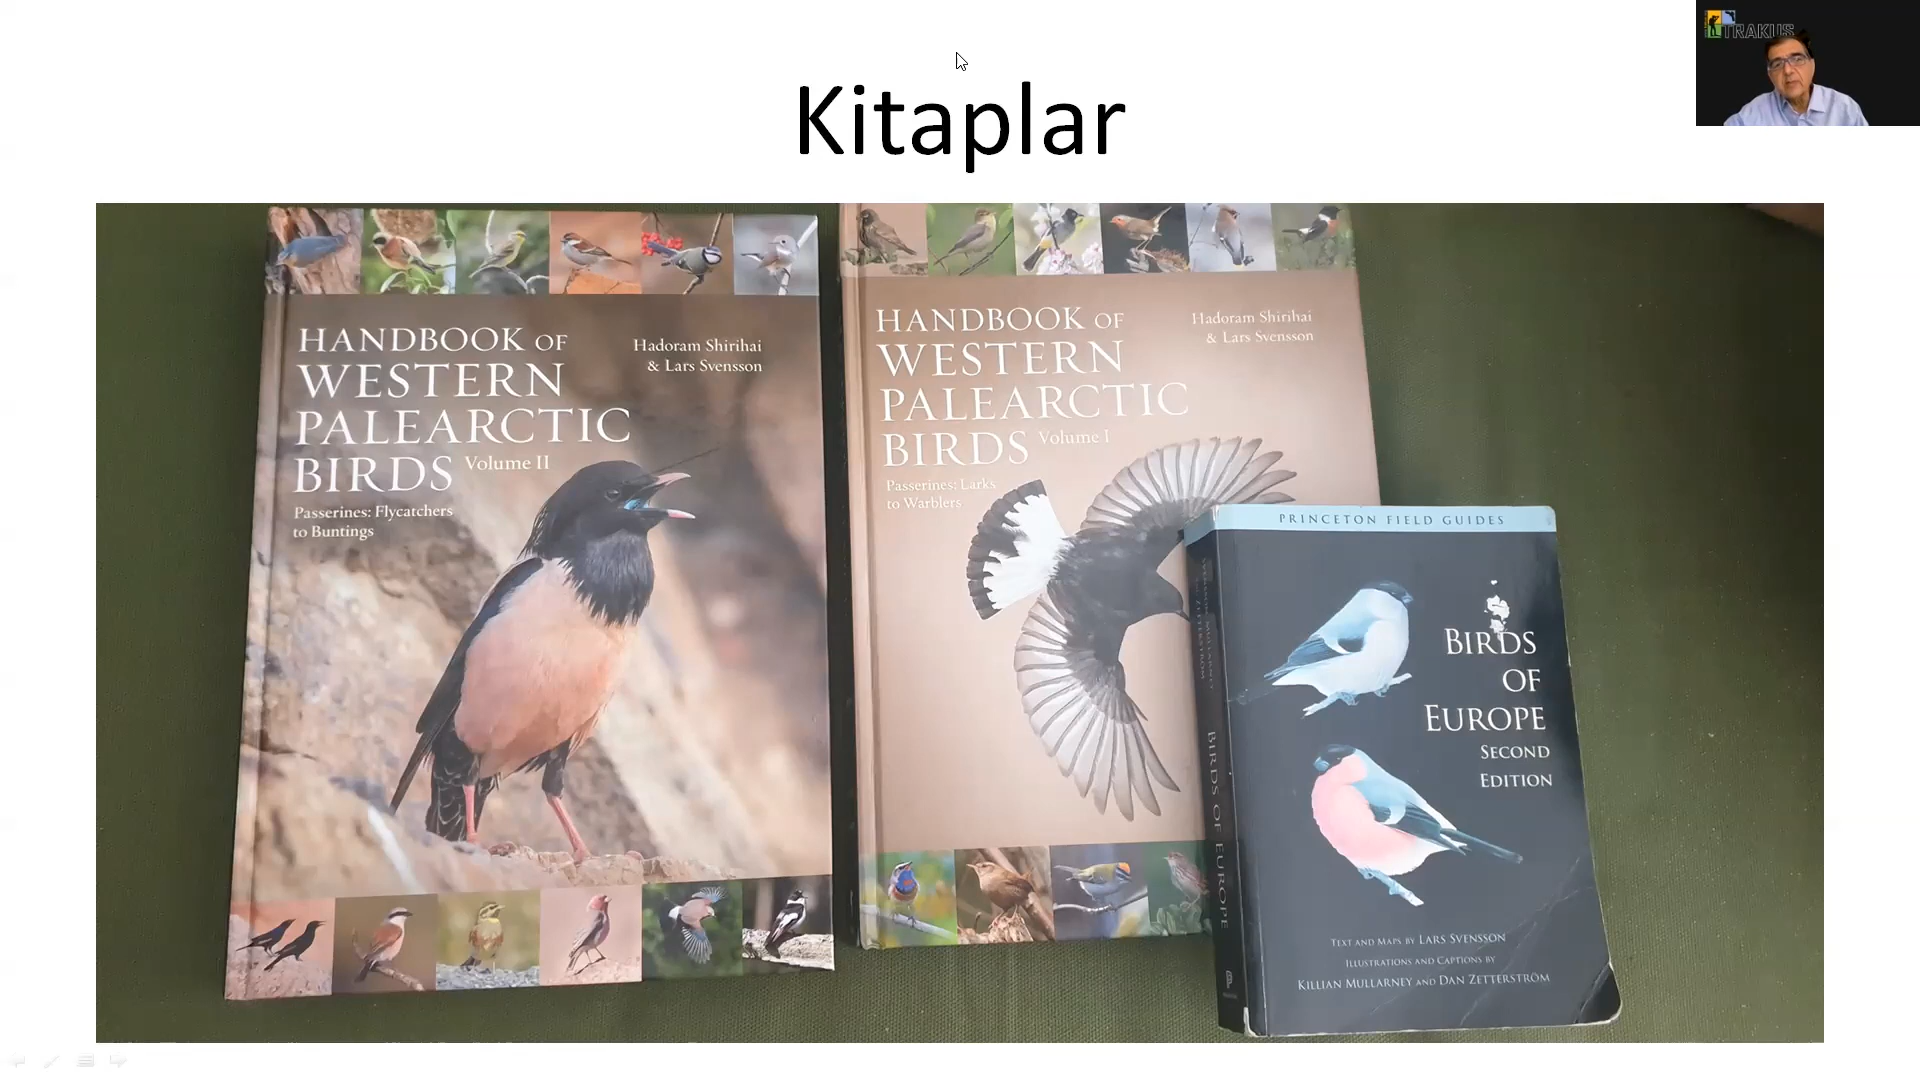 TRAKUS
Kitaplar
HANDBOOK OF
WESTERN
PALEARCTIC
BIRDS Volume II
Passerines: Flycatchers
to Buntings
Hadoram Shirihai
& Lars Svensson
HANDBOOK OF
WESTERN
PALEARCTIC
BIRDS Volume I
Passerines: Larks
to Warblers
Hadoram Shirihai
& Lars Svensson
PRINCETON FIELD GUIDES
BIRDS
OF
EUROPE
SECOND
EDITION
TEXT AND MAPS BY LARS SVENSSON
ILLUSTRATIONS AND CAPTIONS BY
KILLIAN MULLARNEY AND DAN ZETTERSTRÖM
BIRDS OF EUROPE